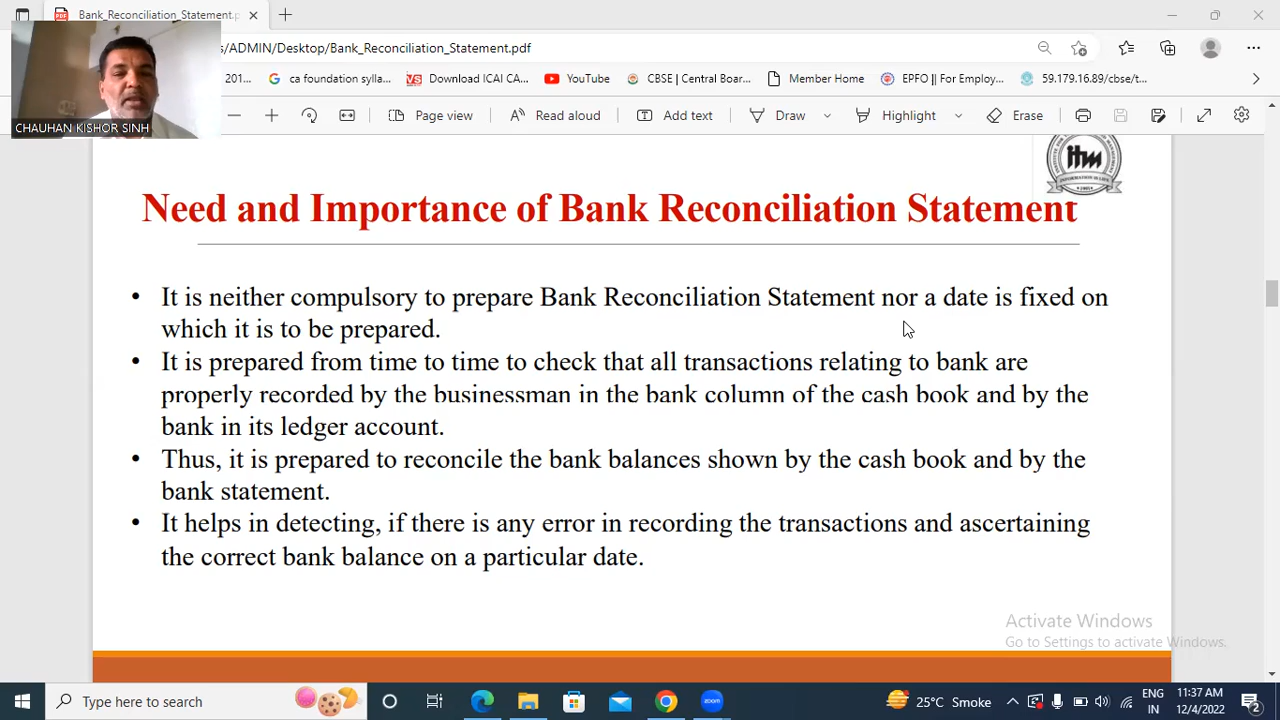 Bank_Reconciliation_Statement.p
/ADMIN/Desktop/Bank_Reconciliation_Statement.pdf
201...
ca foundation sylla...
Download ICAI CA...
YouTube
CBSE | Central Boar...
Member Home
EPFO || For Employ...
59.179.16.89/cbse/t...
Page view
Read aloud
Add text
Draw
Highlight
Erase
CHAUHAN KISHOR SINH
itm
Need and Importance of Bank Reconciliation Statement
• It is neither compulsory to prepare Bank Reconciliation Statement nor a date is fixed on
which it is to be prepared.
• It is prepared from time to time to check that all transactions relating to bank are
properly recorded by the businessman in the bank column of the cash book and by the
bank in its ledger account.
• Thus, it is prepared to reconcile the bank balances shown by the cash book and by the
bank statement.
• It helps in detecting, if there is any error in recording the transactions and ascertaining
the correct bank balance on a particular date.
Activate Windows
Go to Settings to activate Windows.
Type here to search
zoom
25°C Smoke
ENG
IN
11:37 AM
12/4/2022
2